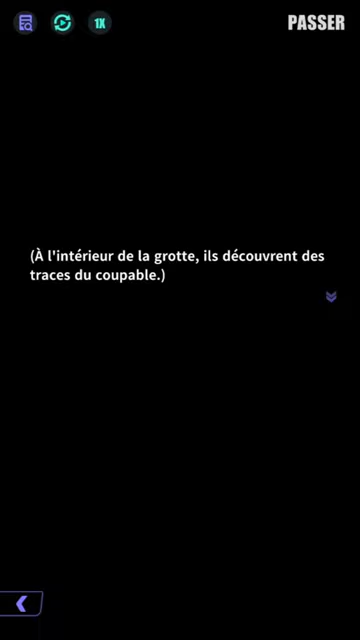 1X
PASSER
(À l'intérieur de la grotte, ils découvrent des
traces du coupable.)